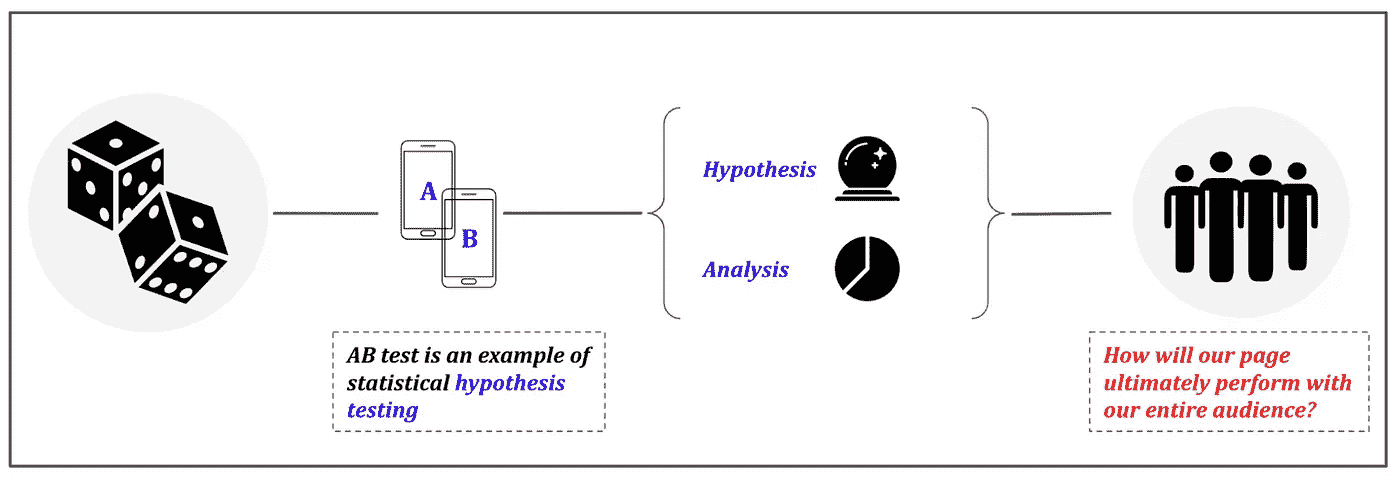 A
B
Hypothesis
Analysis
AB test is an example of
statistical hypothesis
testing
How will our page
ultimately perform with
our entire audience?